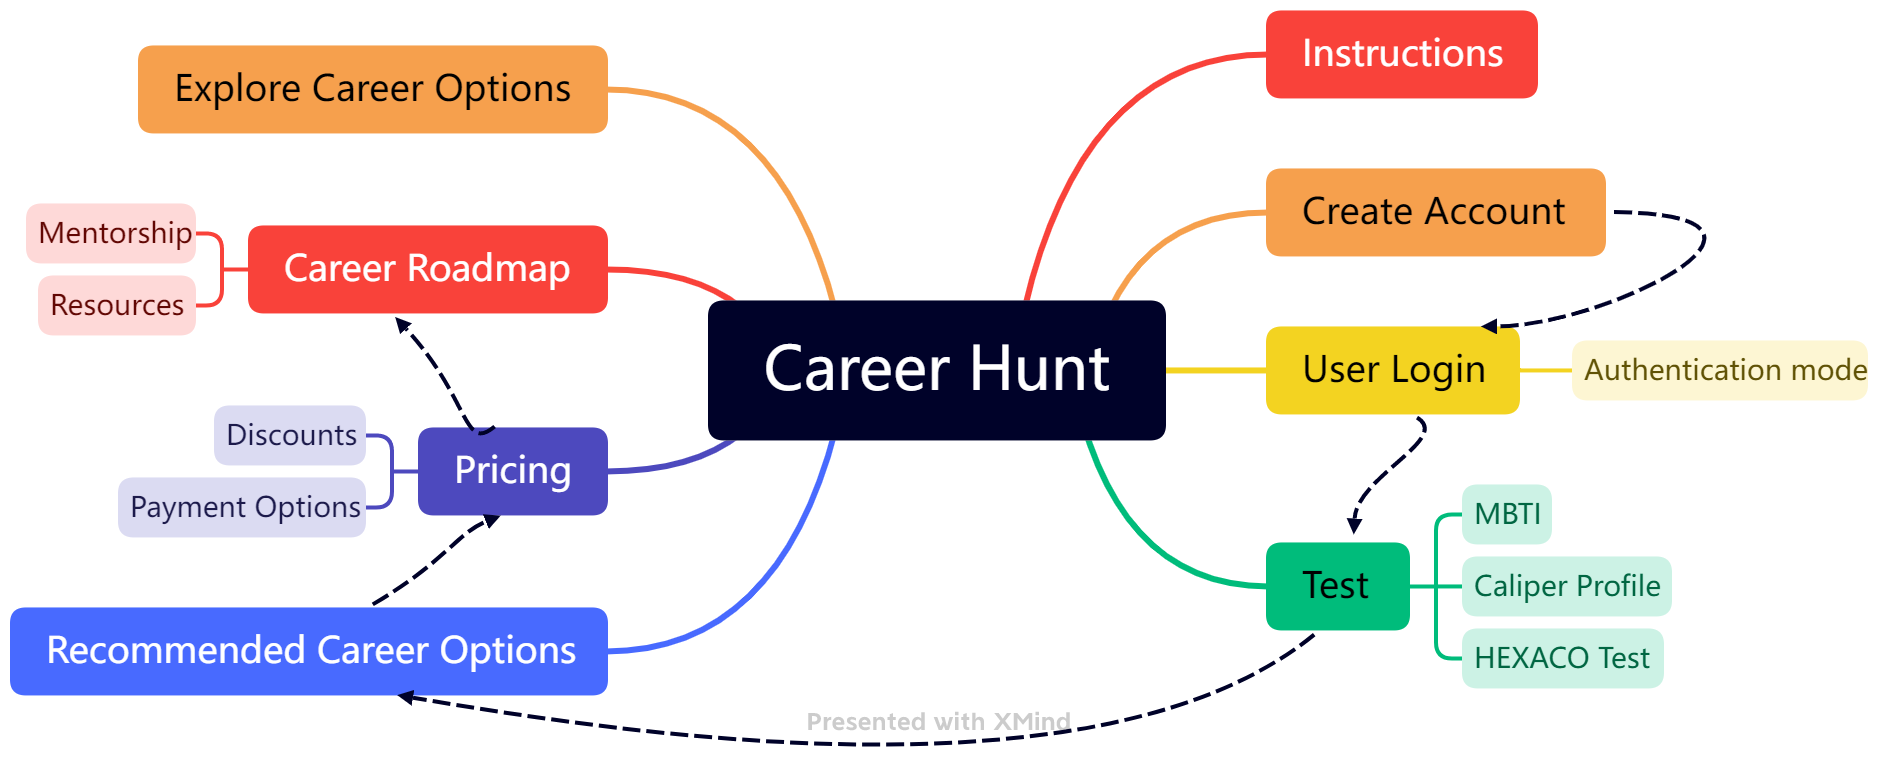 Explore Career Options
Instructions
Create Account
Mentorship
Career Roadmap
Resources
Career Hunt
User Login
Authentication mode
Discounts
Pricing
Payment Options
MBTI
Test
Caliper Profile
HEXACO Test
Recommended Career Options
Presented with XMind